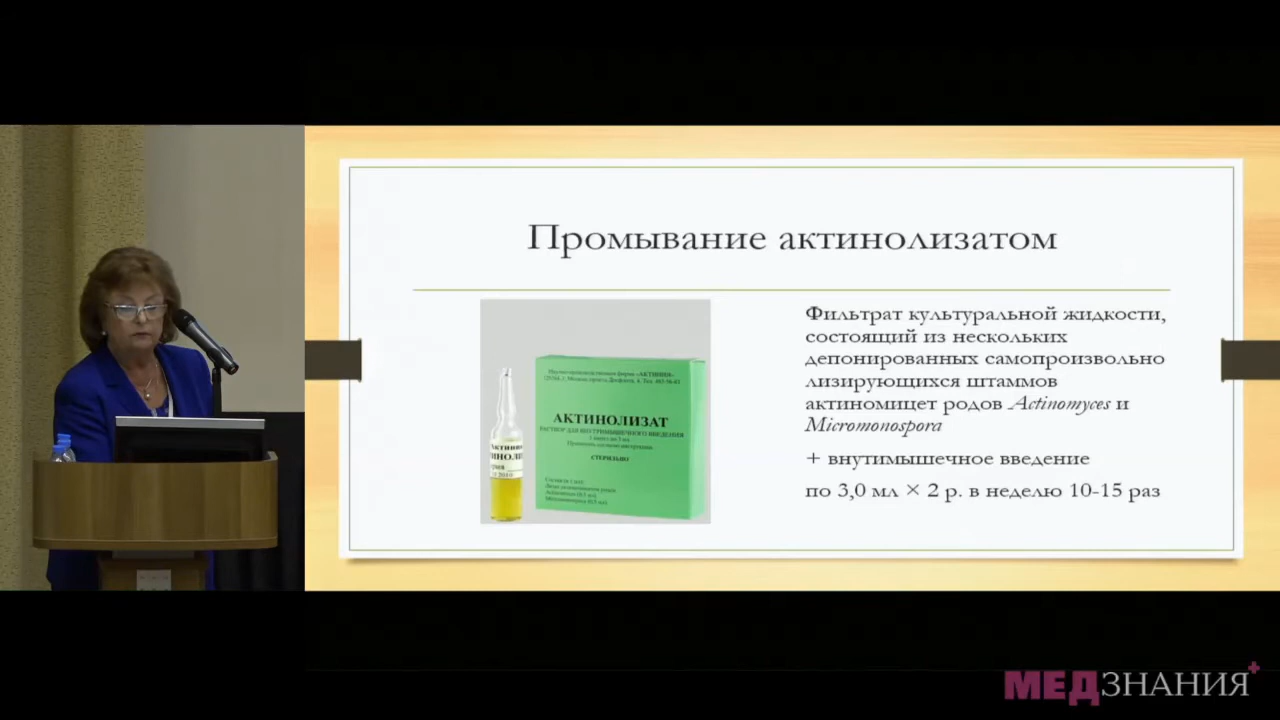 Промывание актинолизатом
Фильтрат культуральной жидкости,
состоящий из нескольких
депонированных самопроизвольно
лизирующихся штаммов
актиномицет родов Actinomyces и
Micromonospora
+ внутимышечное введение
по 3,0 мл × 2 р. в неделю 10-15 раз
АКТИНОЛИЗАТ
СТЕРИЛЬНО
МЕДЗНАНИЯ+